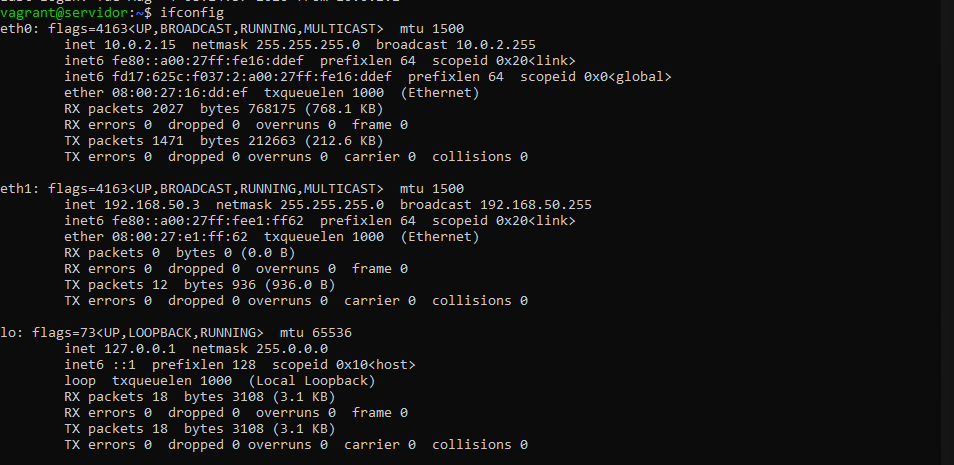 vagrant@servidor:~$ ifconfig
eth0: flags=4163<UP,BROADCAST,RUNNING,MULTICAST>  mtu 1500
        inet 10.0.2.15  netmask 255.255.255.0  broadcast 10.0.2.255
        inet6 fe80::a00:27ff:fe16:ddef  prefixlen 64  scopeid 0x20<link>
        inet6 fd17:625c:f037:2:a00:27ff:fe16:ddef  prefixlen 64  scopeid 0x0<global>
        ether 08:00:27:16:dd:ef  txqueuelen 1000  (Ethernet)
        RX packets 2027  bytes 768175 (768.1 KB)
        RX errors 0  dropped 0  overruns 0  frame 0
        TX packets 1471  bytes 212663 (212.6 KB)
        TX errors 0  dropped 0 overruns 0  carrier 0  collisions 0

eth1: flags=4163<UP,BROADCAST,RUNNING,MULTICAST>  mtu 1500
        inet 192.168.50.3  netmask 255.255.255.0  broadcast 192.168.50.255
        inet6 fe80::a00:27ff:fee1:ff62  prefixlen 64  scopeid 0x20<link>
        ether 08:00:27:e1:ff:62  txqueuelen 1000  (Ethernet)
        RX packets 0  bytes 0 (0.0 B)
        RX errors 0  dropped 0  overruns 0  frame 0
        TX packets 12  bytes 936 (936.0 B)
        TX errors 0  dropped 0 overruns 0  carrier 0  collisions 0

lo: flags=73<UP,LOOPBACK,RUNNING>  mtu 65536
        inet 127.0.0.1  netmask 255.0.0.0
        inet6 ::1  prefixlen 128  scopeid 0x10<host>
        loop  txqueuelen 1000  (Local Loopback)
        RX packets 18  bytes 3108 (3.1 KB)
        RX errors 0  dropped 0  overruns 0  frame 0
        TX packets 18  bytes 3108 (3.1 KB)
        TX errors 0  dropped 0 overruns 0  carrier 0  collisions 0